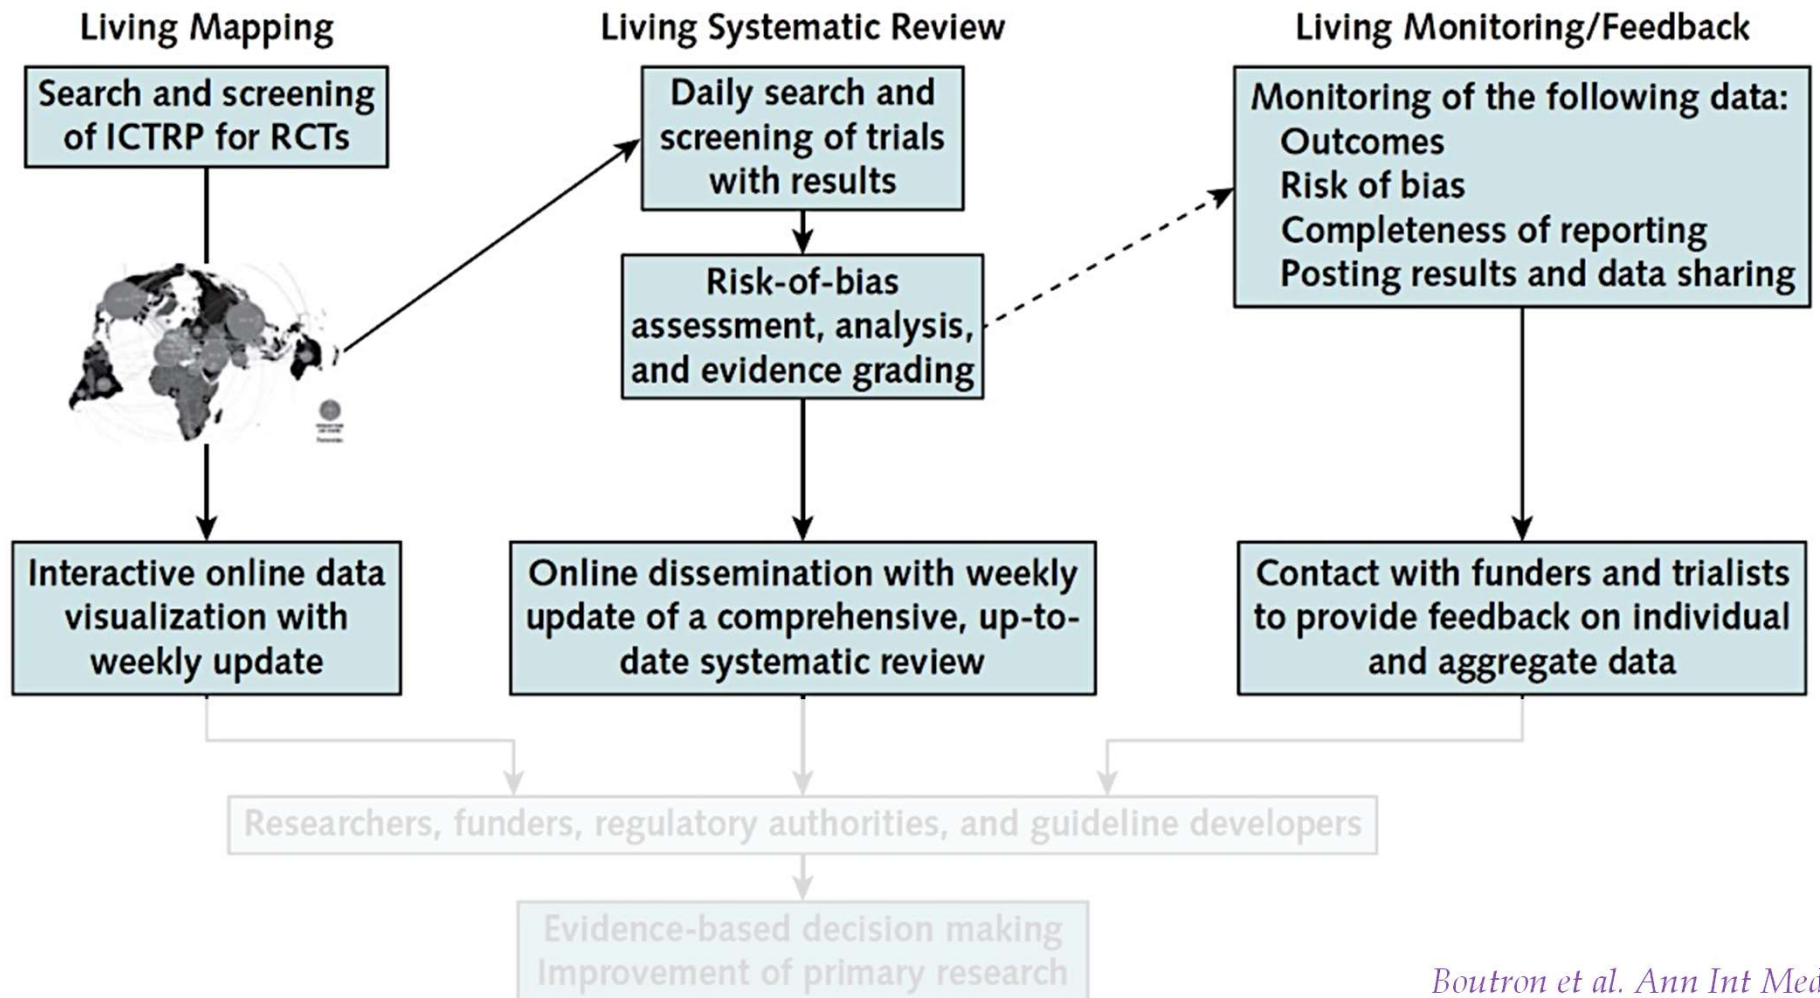 Living Mapping
Search and screening
of ICTRP for RCTs
Interactive online data
visualization with
weekly update
Living Systematic Review
Daily search and
screening of trials
with results
Risk-of-bias
assessment, analysis,
and evidence grading
Online dissemination with weekly
update of a comprehensive, up-to-
date systematic review
Living Monitoring/Feedback
Monitoring of the following data:
Outcomes
Risk of bias
Completeness of reporting
Posting results and data sharing
Contact with funders and trialists
to provide feedback on individual
and aggregate data
Researchers, funders, regulatory authorities, and guideline developers
Evidence-based decision making
Improvement of primary research
Boutron et al. Ann Int Med